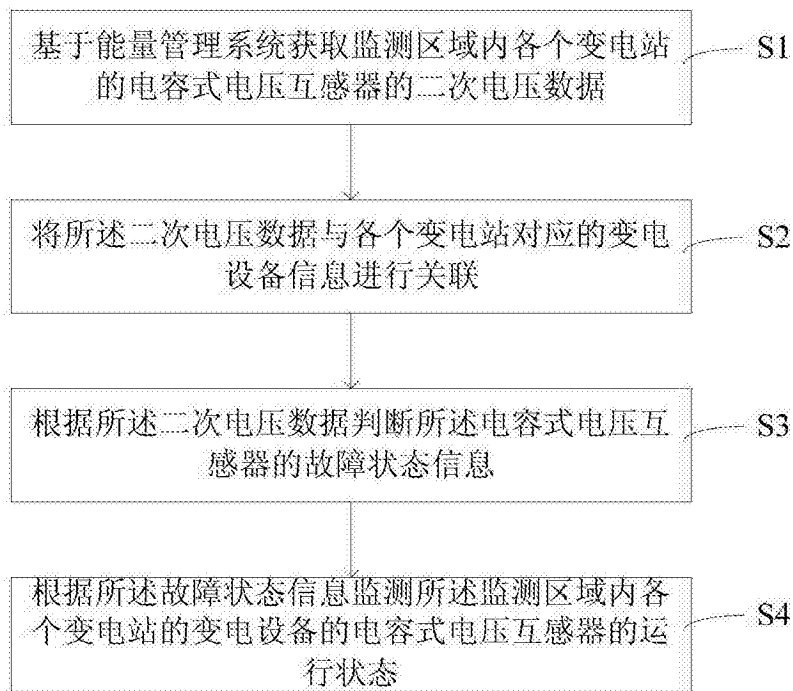 基于能量管理系统获取监测区域内各个变电站
的电容式电压互感器的二次电压数据
S1
将所述二次电压数据与各个变电站对应的变电
设备信息进行关联
S2
根据所述二次电压数据判断所述电容式电压互
感器的故障状态信息
S3
根据所述故障状态信息监测所述监测区域内各
个变电站的变电设备的电容式电压互感器的运
行状态
S4